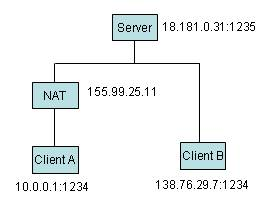 Server
18.181.0.31:1235
NAT
155.99.25.11
Client A
Client B
10.0.0.1:1234
138.76.29.7:1234